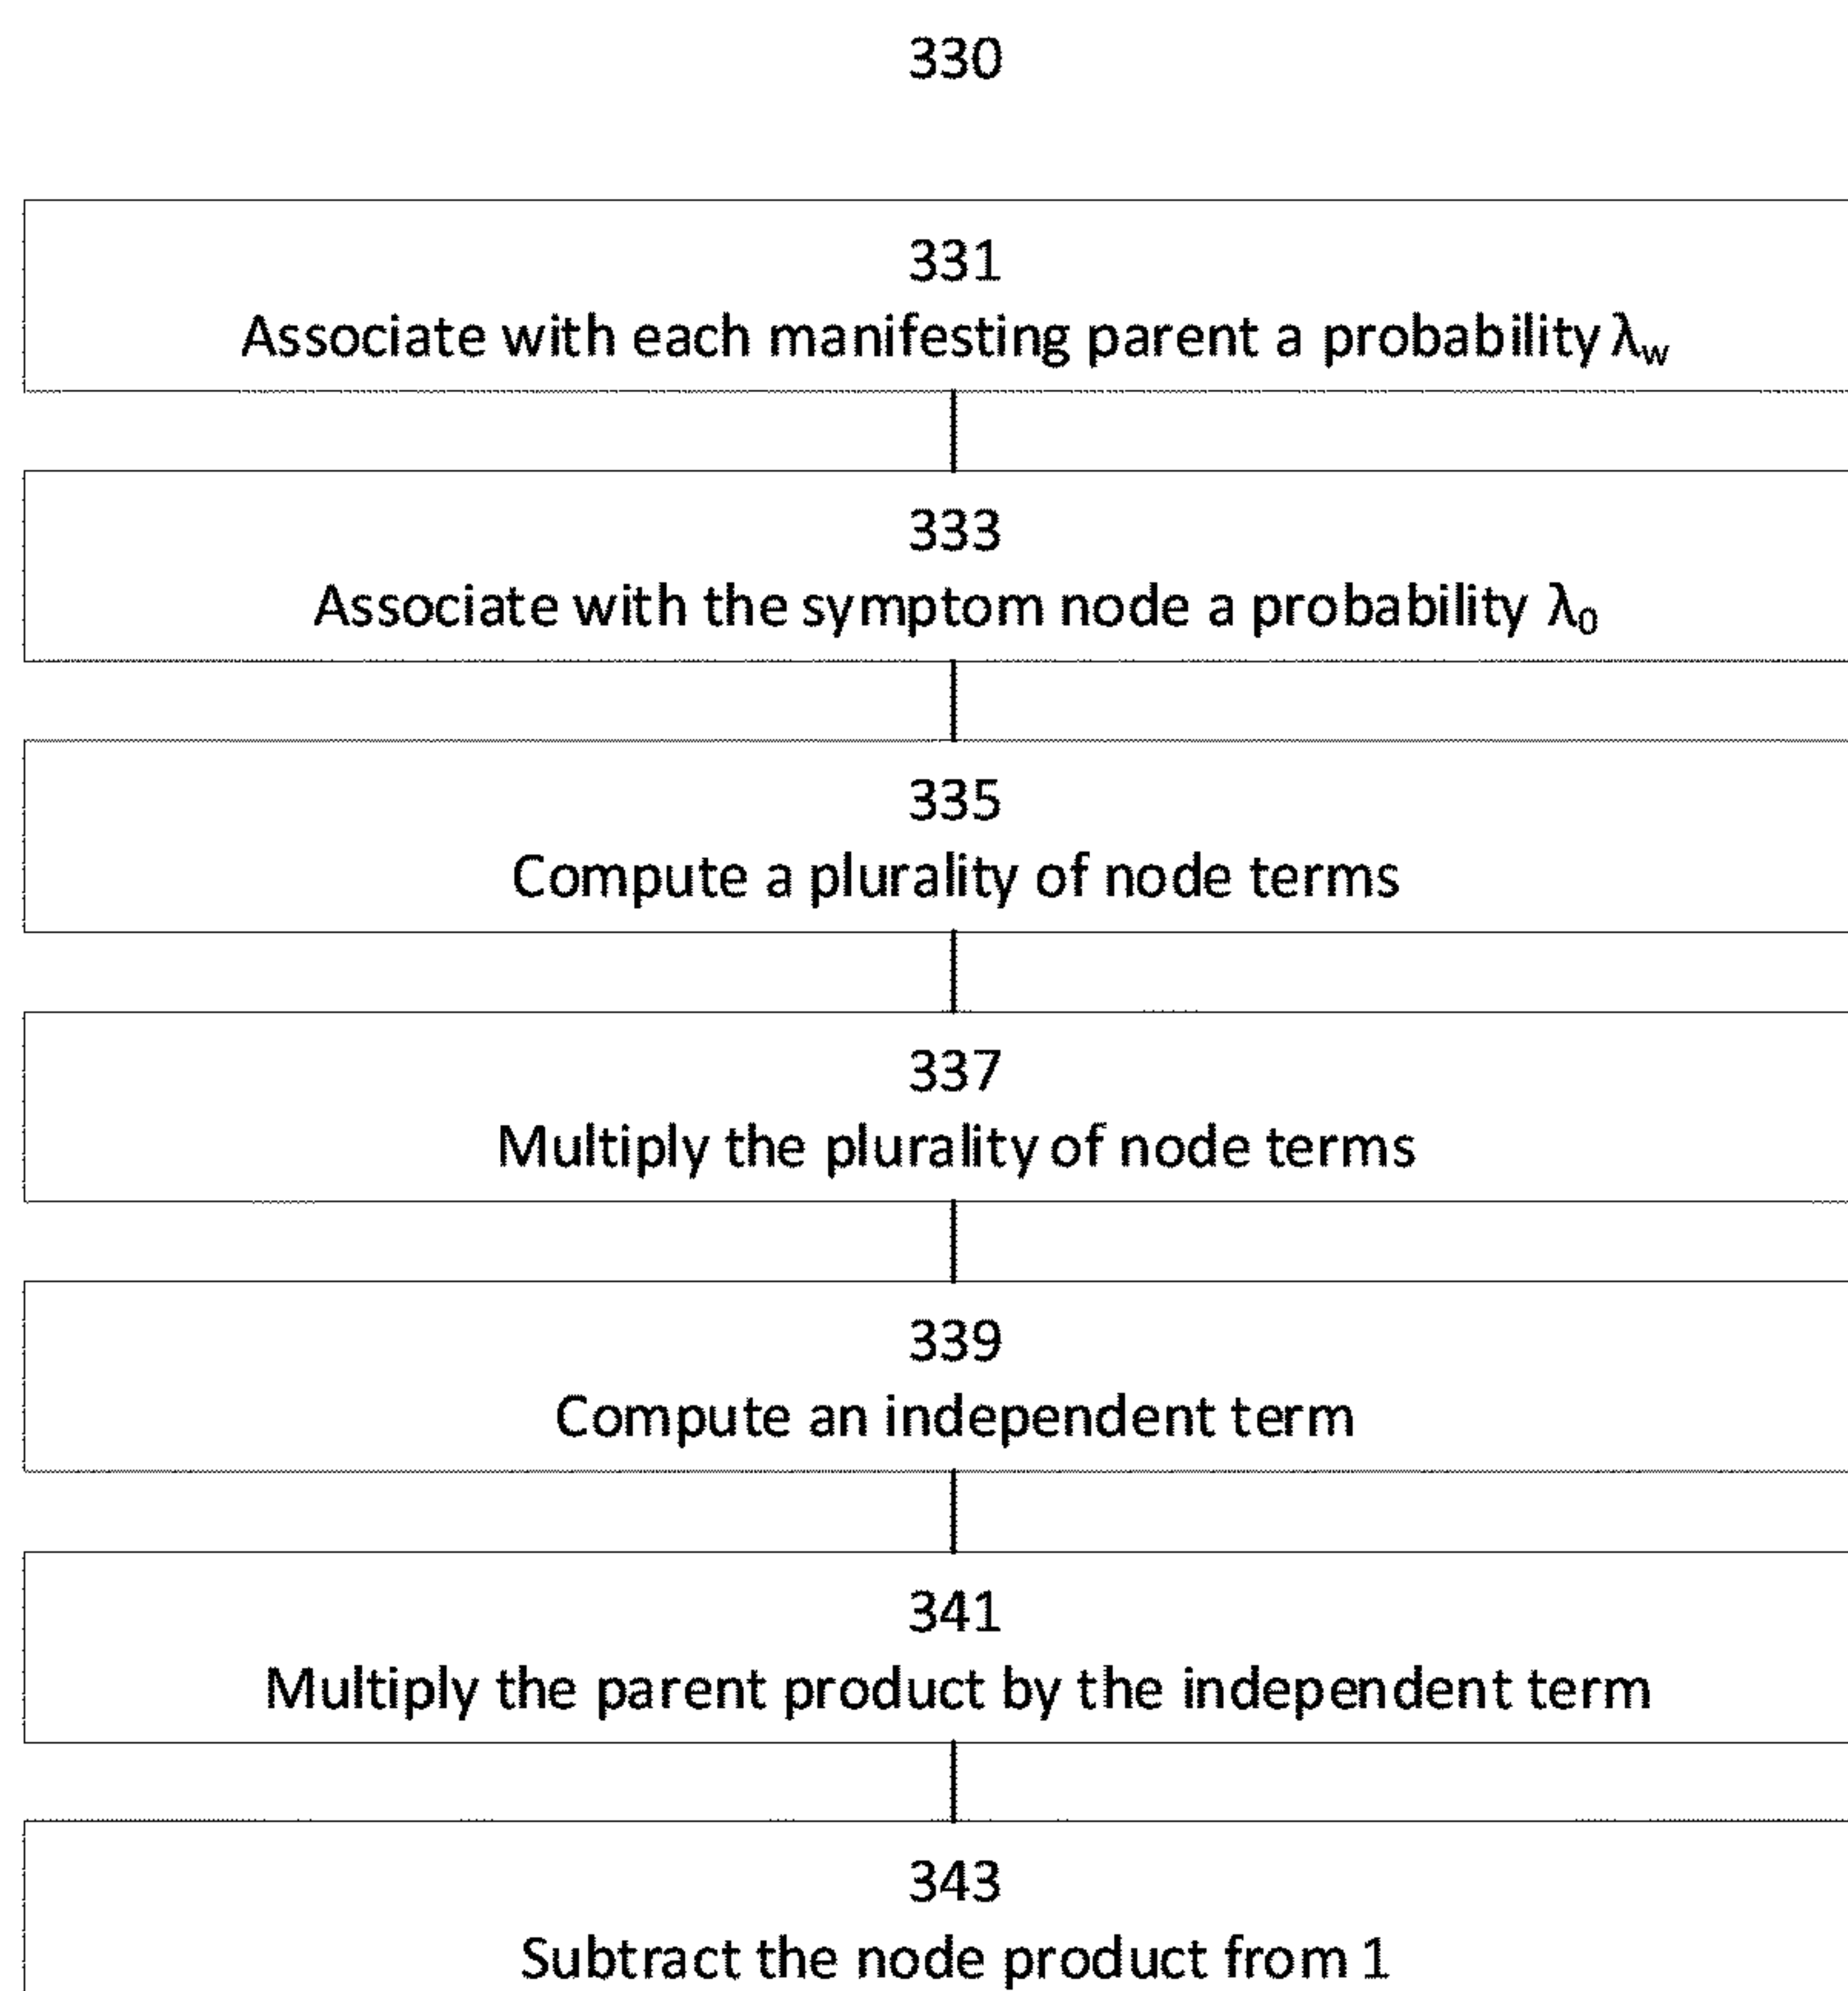 330
331
Associate with each manifesting parent a probability λw
333
Associate with the symptom node a probability λ0
335
Compute a plurality of node terms
337
Multiply the plurality of node terms
339
Compute an independent term
341
Multiply the parent product by the independent term
343
Subtract the node product from 1